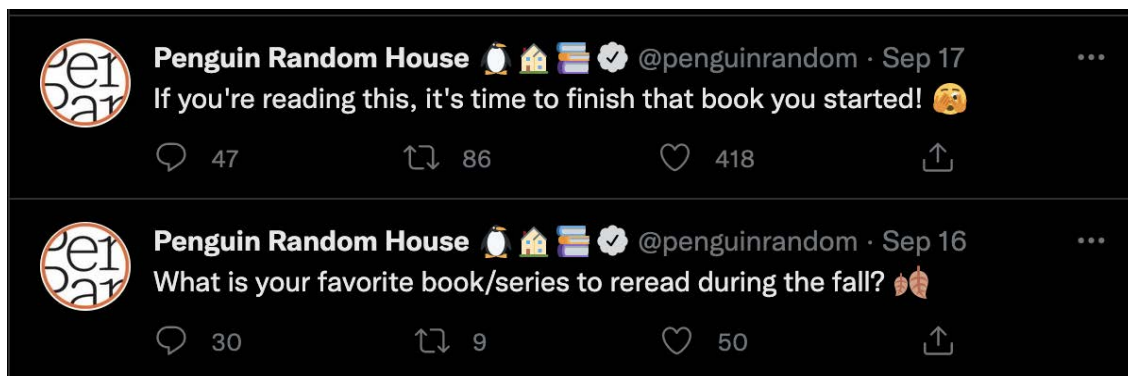 Penguin Random House 🐧 🏠 📚 @penguinrandom · Sep 17
If you're reading this, it's time to finish that book you started! 🫣
47 86 418
Penguin Random House 🐧 🏠 📚 @penguinrandom · Sep 16
What is your favorite book/series to reread during the fall? 🍂
30 9 50